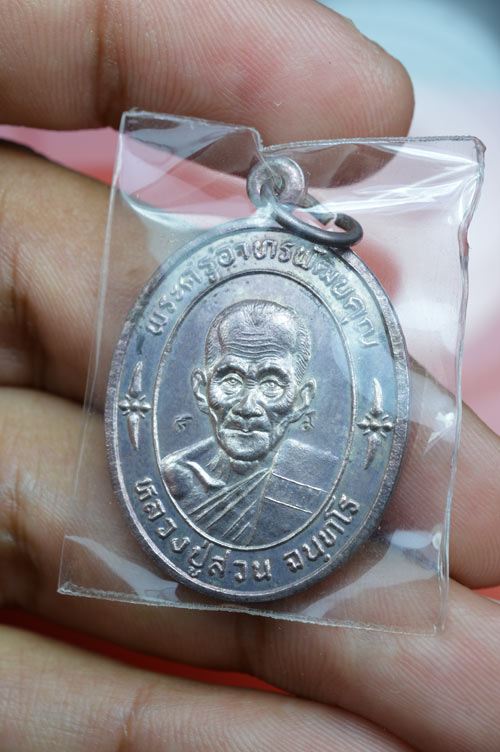 พระครูอาทรพัฒนคุณ
หลวงปู่ส่วน ฉนฺทโร